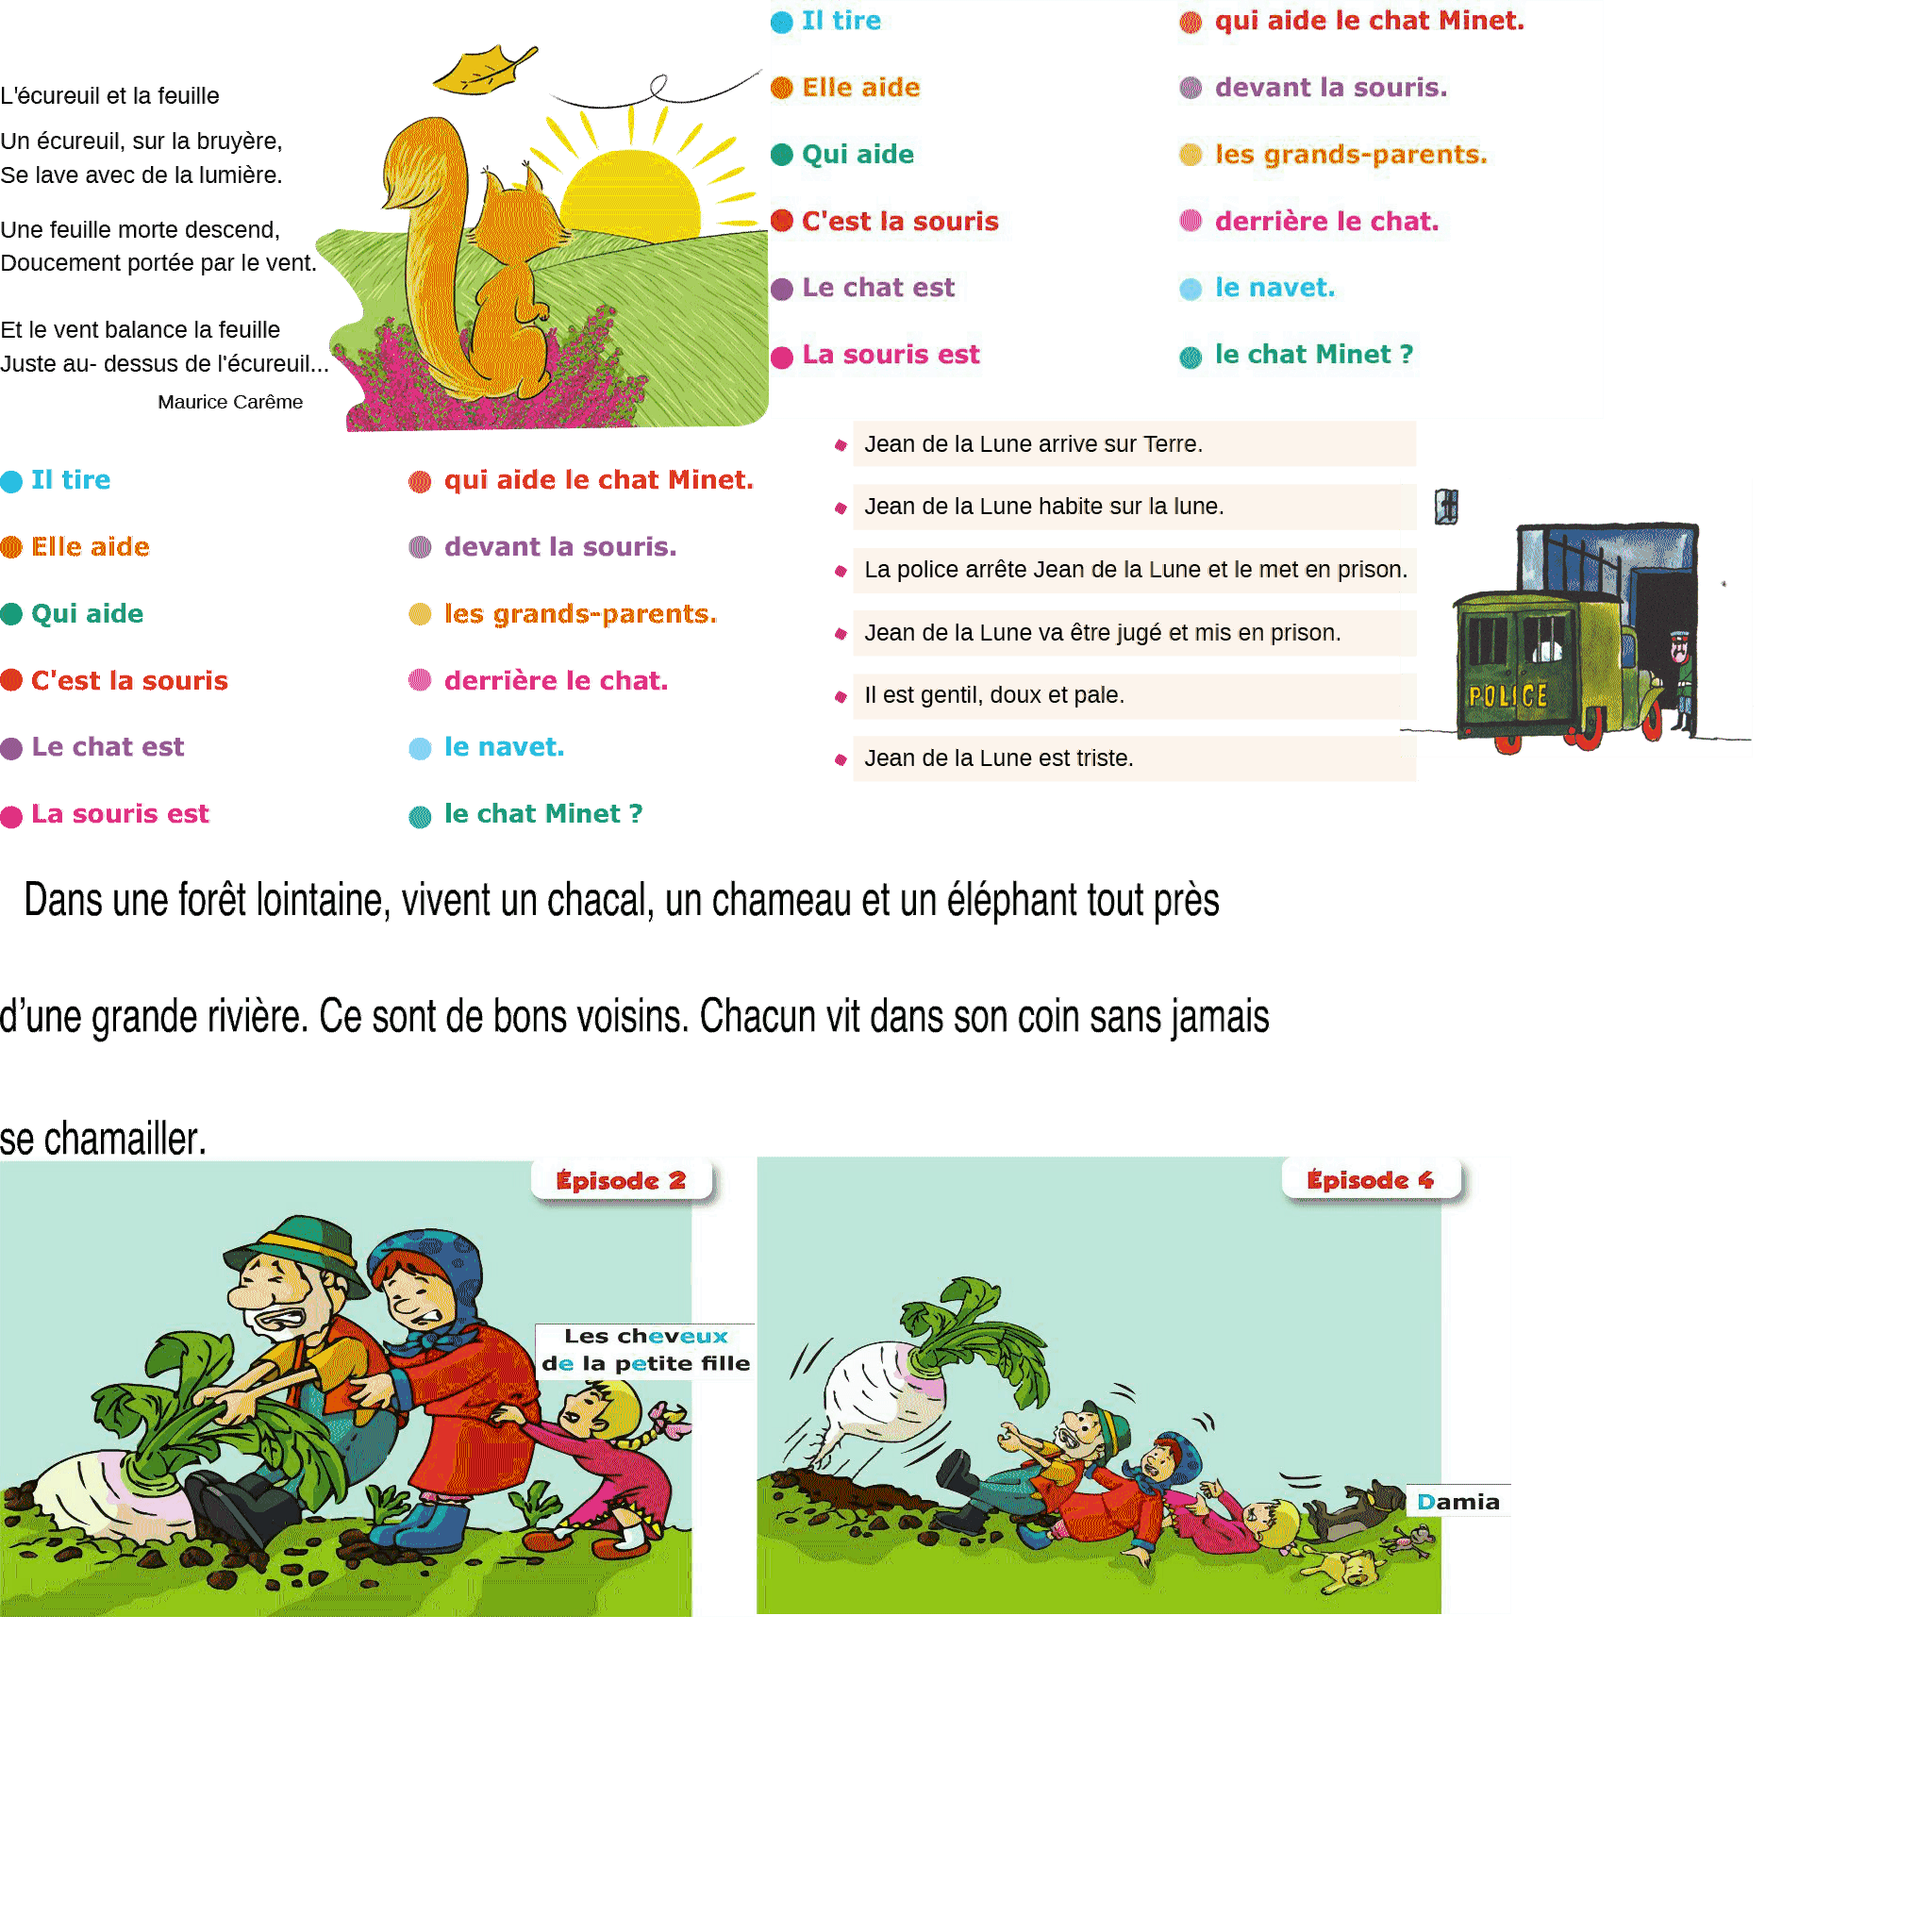 L'écureuil et la feuille
Un écureuil, sur la bruyère,
Se lave avec de la lumière.
Une feuille morte descend,
Doucement portée par le vent.
Et le vent balance la feuille
Juste au- dessus de l'écureuil...
Maurice Carême
Il tire
qui aide le chat Minet.
Elle aide
devant la souris.
Qui aide
les grands-parents.
C'est la souris
derrière le chat.
Le chat est
le navet.
La souris est
le chat Minet ?
Il tire
qui aide le chat Minet.
Elle aide
devant la souris.
Qui aide
les grands-parents.
C'est la souris
derrière le chat.
Le chat est
le navet.
La souris est
le chat Minet ?
Jean de la Lune arrive sur Terre.
Jean de la Lune habite sur la lune.
La police arrête Jean de la Lune et le met en prison.
Jean de la Lune va être jugé et mis en prison.
Il est gentil, doux et pale.
Jean de la Lune est triste.
POLICE
Dans une forêt lointaine, vivent un chacal, un chameau et un éléphant tout près
d’une grande rivière. Ce sont de bons voisins. Chacun vit dans son coin sans jamais
se chamailler.
Épisode 2
Les cheveux
de la petite fille
Épisode 4
Damia